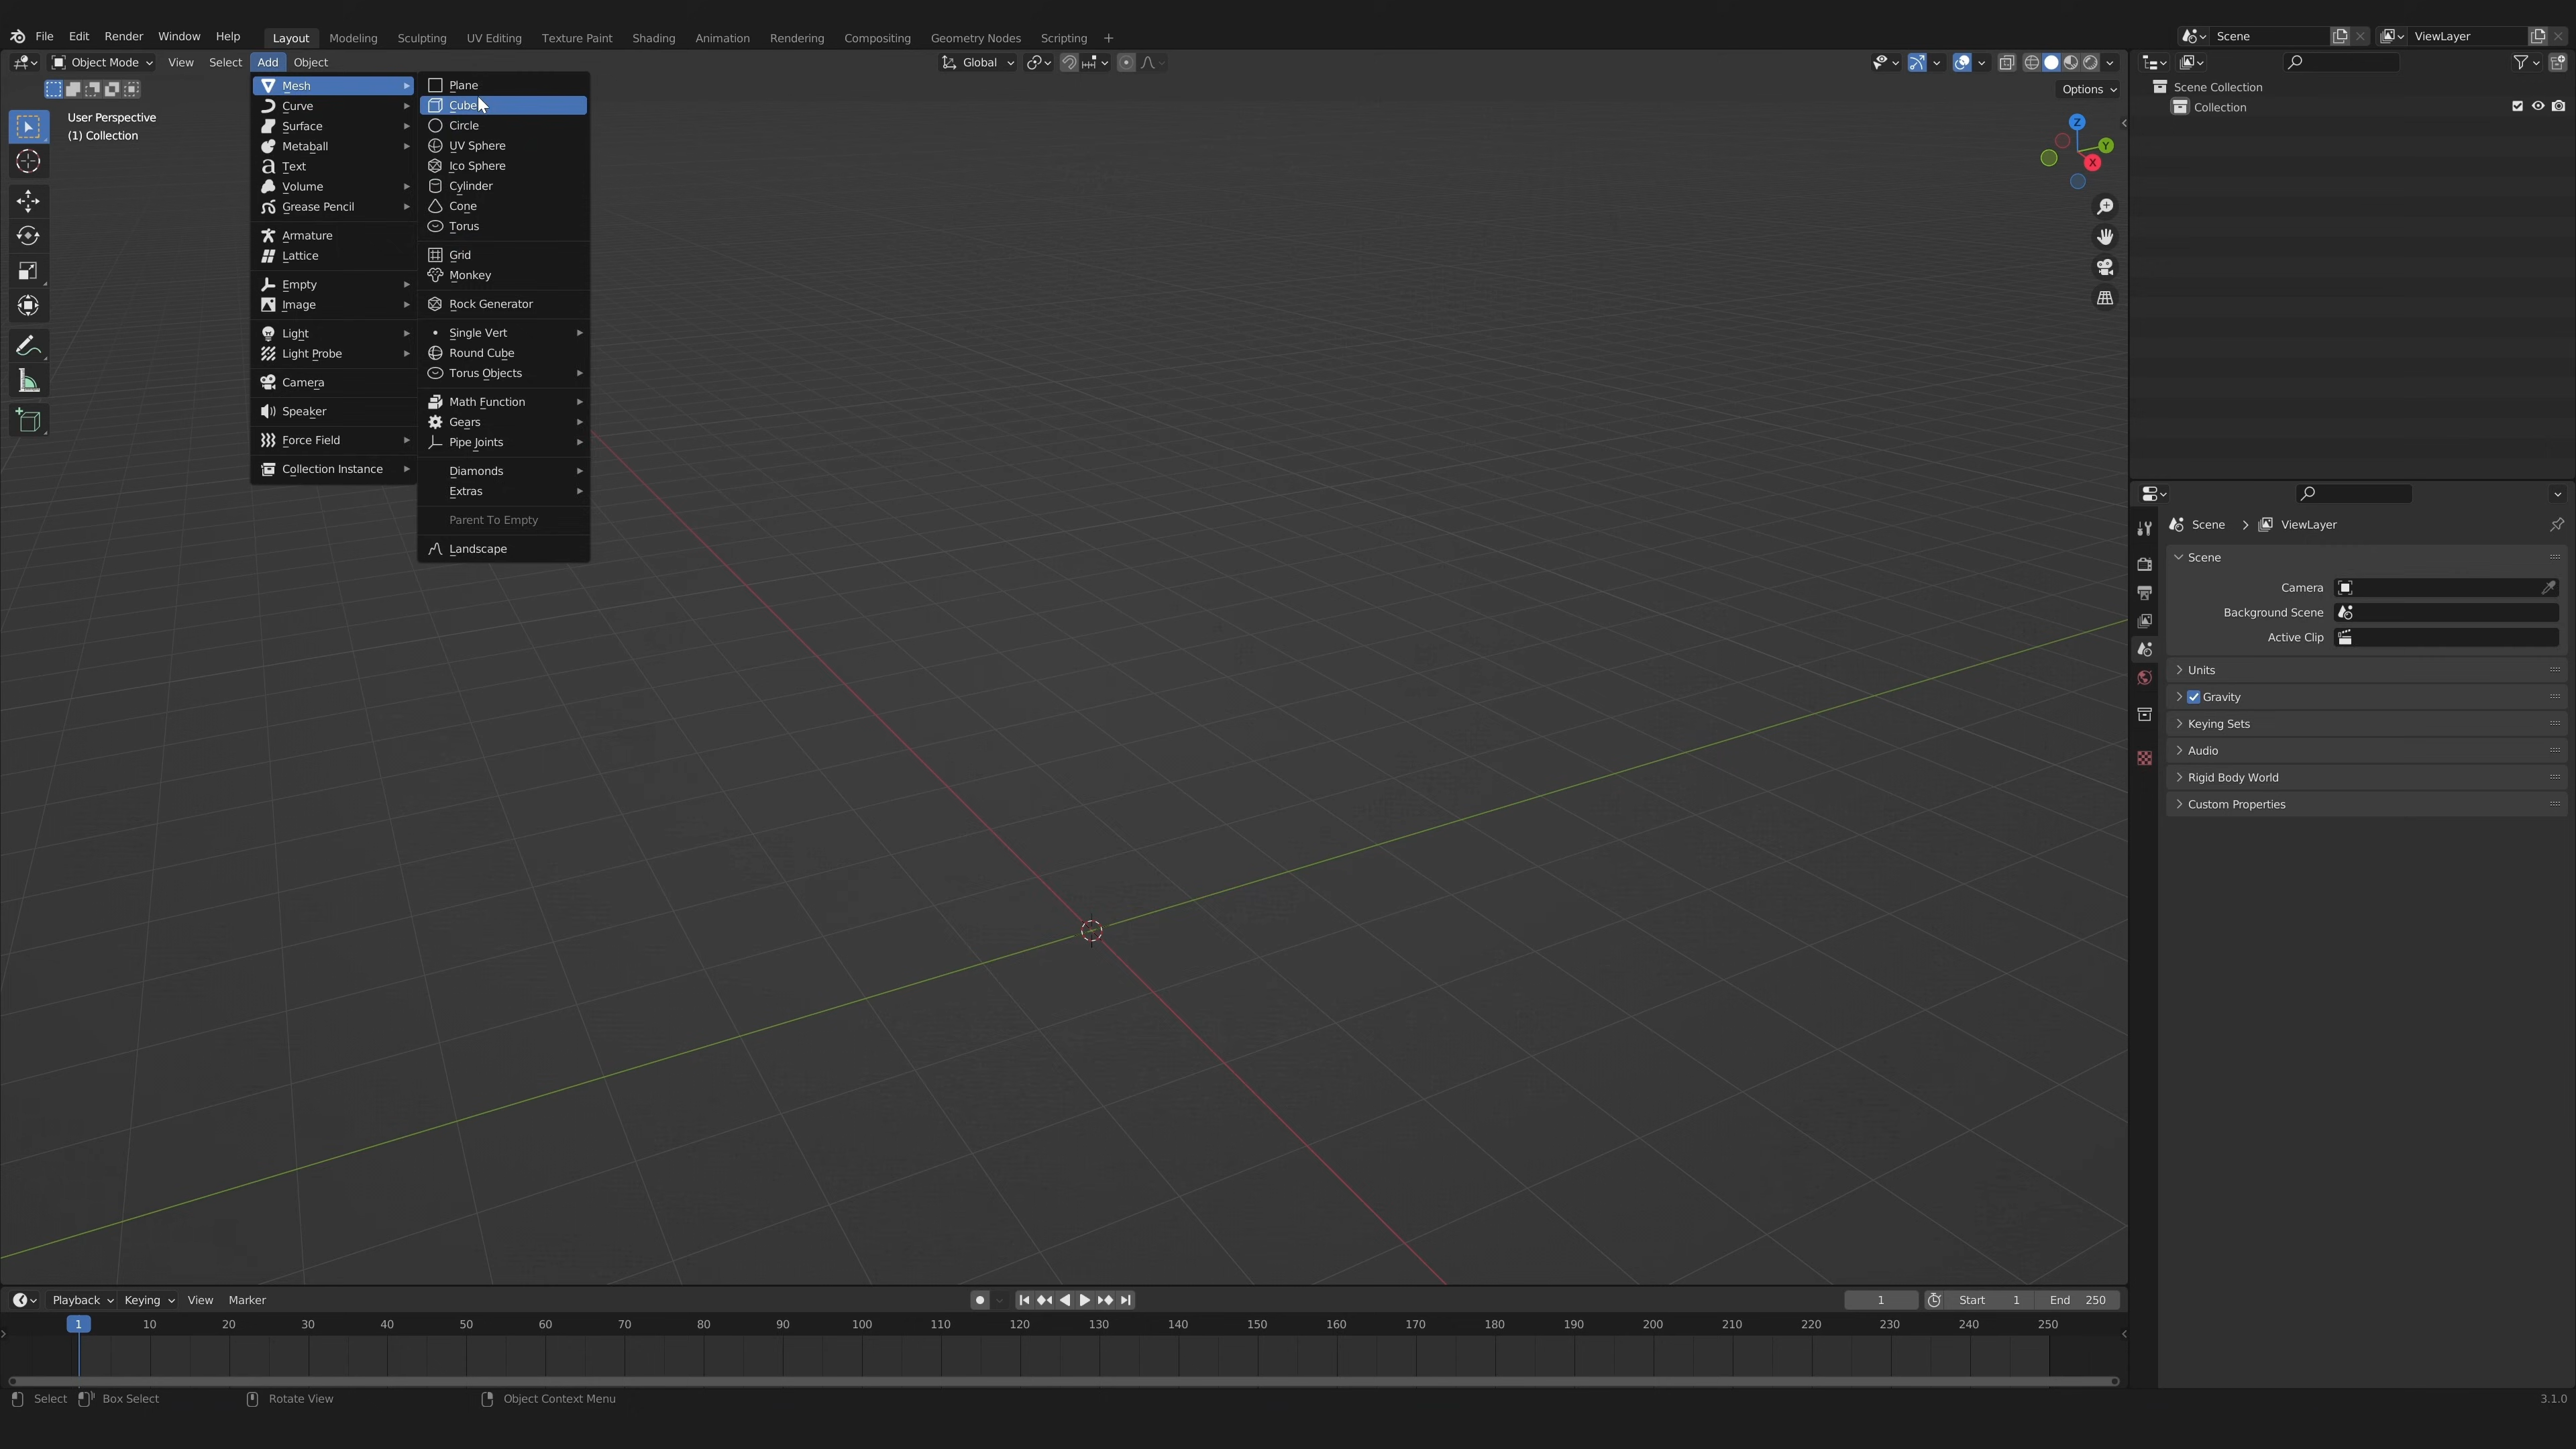 File Edit Render Window Help Layout Modeling Sculpting UV Editing Texture Paint Shading Animation Rendering Compositing Geometry Nodes Scripting + Scene ViewLayer
Object Mode View Select Add Object Global
Options
User Perspective
(1) Collection
Mesh
Curve
Surface
Metaball
Text
Volume
Grease Pencil
Armature
Lattice
Empty
Image
Light
Light Probe
Camera
Speaker
Force Field
Collection Instance
Plane
Cube
Circle
UV Sphere
Ico Sphere
Cylinder
Cone
Torus
Grid
Monkey
Rock Generator
Single Vert
Round Cube
Torus Objects
Math Function
Gears
Pipe Joints
Diamonds
Extras
Parent To Empty
Landscape
Z
Y
X
Scene Collection
Collection
Scene ViewLayer
Scene
Camera
Background Scene
Active Clip
Units
Gravity
Keying Sets
Audio
Rigid Body World
Custom Properties
Playback Keying View Marker 1 Start 1 End 250
1 10 20 30 40 50 60 70 80 90 100 110 120 130 140 150 160 170 180 190 200 210 220 230 240 250
Select Box Select Rotate View Object Context Menu 3.1.0